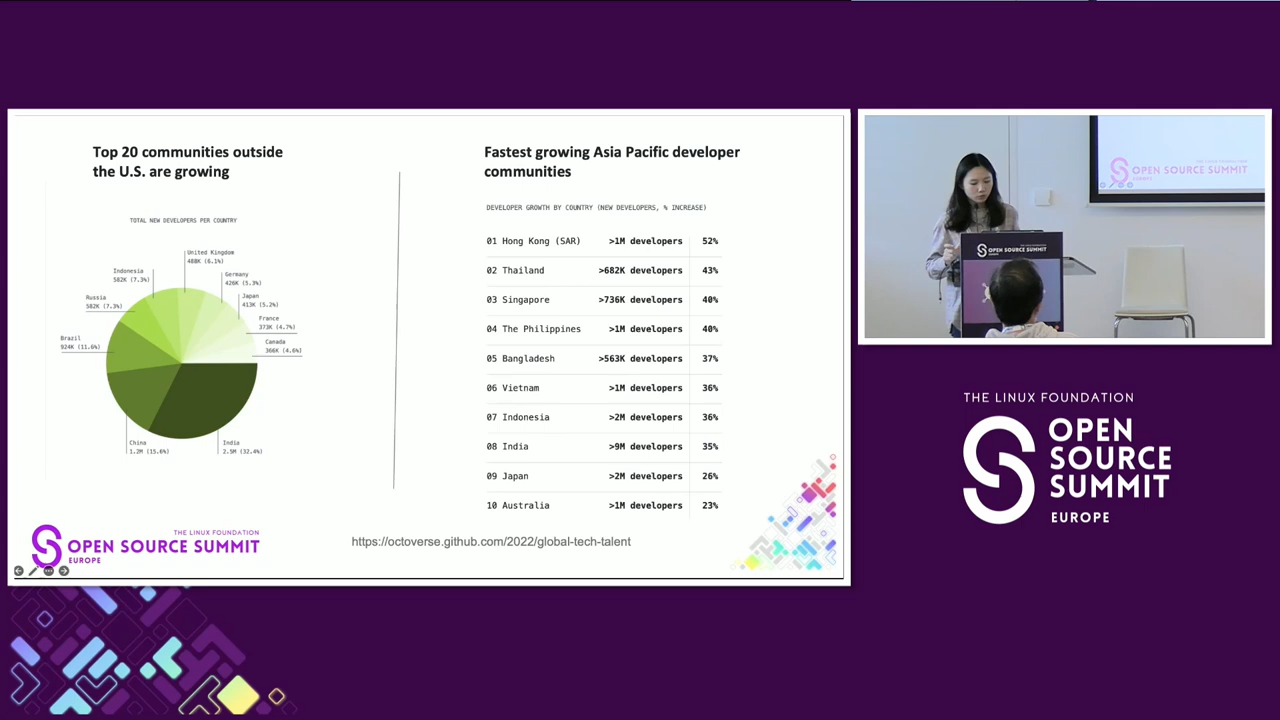 Top 20 communities outside
the U.S. are growing
TOTAL NEW DEVELOPERS PER COUNTRY
United Kingdom
488K (6.1%)
Indonesia
582K (7.3%)
Germany
426K (5.3%)
Russia
582K (7.3%)
Japan
413K (5.2%)
France
373K (4.7%)
Brazil
924K (11.6%)
Canada
366K (4.6%)
China
1.2M (15.6%)
India
2.5M (32.4%)
Fastest growing Asia Pacific developer
communities
DEVELOPER GROWTH BY COUNTRY (NEW DEVELOPERS, % INCREASE)
01 Hong Kong (SAR) >1M developers 52%
02 Thailand >682K developers 43%
03 Singapore >736K developers 40%
04 The Philippines >1M developers 40%
05 Bangladesh >563K developers 37%
06 Vietnam >1M developers 36%
07 Indonesia >2M developers 36%
08 India >9M developers 35%
09 Japan >2M developers 26%
10 Australia >1M developers 23%
THE LINUX FOUNDATION
OPEN SOURCE SUMMIT
EUROPE
https://octoverse.github.com/2022/global-tech-talent
OPEN SOURCE SUMMIT
OPEN SOURCE SUMMIT
THE LINUX FOUNDATION
OPEN
SOURCE
SUMMIT
EUROPE